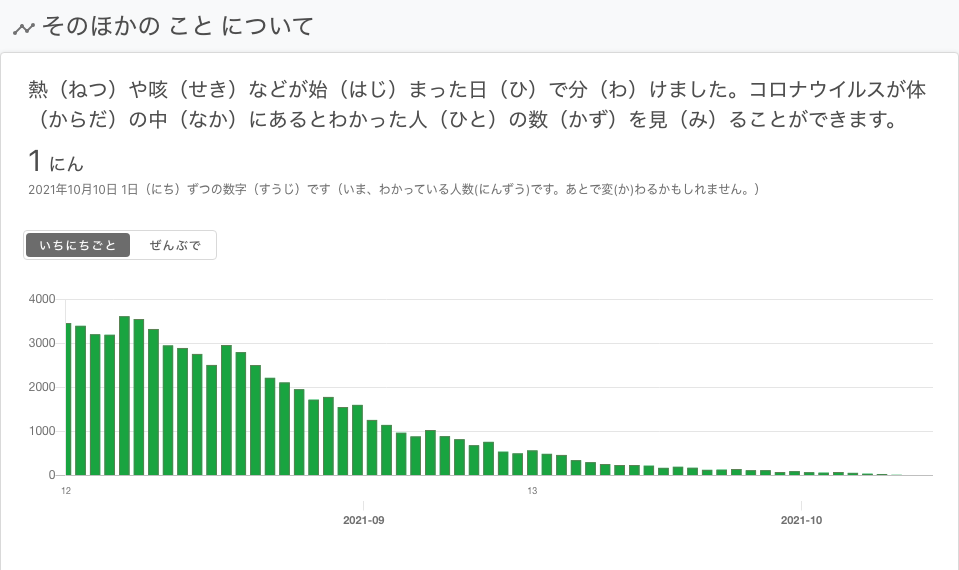 そのほかの こと について
熱（ねつ）や咳（せき）などが始（はじ）まった日（ひ）で分（わ）けました。コロナウイルスが体
（からだ）の中（なか）にあるとわかった人（ひと）の数（かず）を見（み）ることができます。
1 にん
2021年10月10日 1日（にち）ずつの数字（すうじ）です（いま、わかっている人数(にんずう)です。あとで変(か)わるかもしれません。）
いちにちごと ぜんぶで
4000
3000
2000
1000
0
12 13
2021-09 2021-10